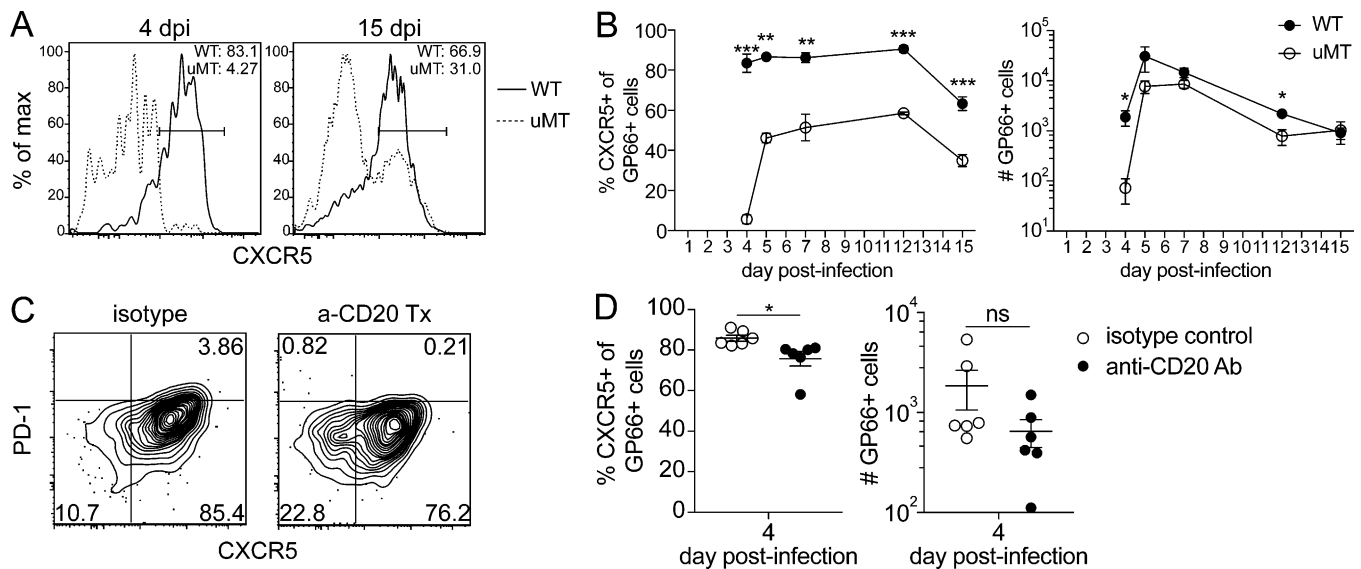 A
4 dpi
15 dpi
WT: 83.1
uMT: 4.27
WT: 66.9
uMT: 31.0
100
80
60
40
20
0
100
80
60
40
20
0
% of max
CXCR5
WT
uMT
B
100
80
60
40
20
0
% CXCR5+ of
GP66+ cells
*** ** ** *** ***
1 2 3 4 5 6 7 8 9 10 11 12 13 14 15
day post-infection
10^5
10^4
10^3
10^2
10^1
# GP66+ cells
* *
1 2 3 4 5 6 7 8 9 10 11 12 13 14 15
day post-infection
WT
uMT
C
isotype
a-CD20 Tx
3.86
10.7 85.4
0.82 0.21
22.8 76.2
PD-1
CXCR5
D
100
80
60
40
20
0
% CXCR5+ of
GP66+ cells
*
4
day post-infection
10^4
10^3
10^2
# GP66+ cells
ns
4
day post-infection
isotype control
anti-CD20 Ab